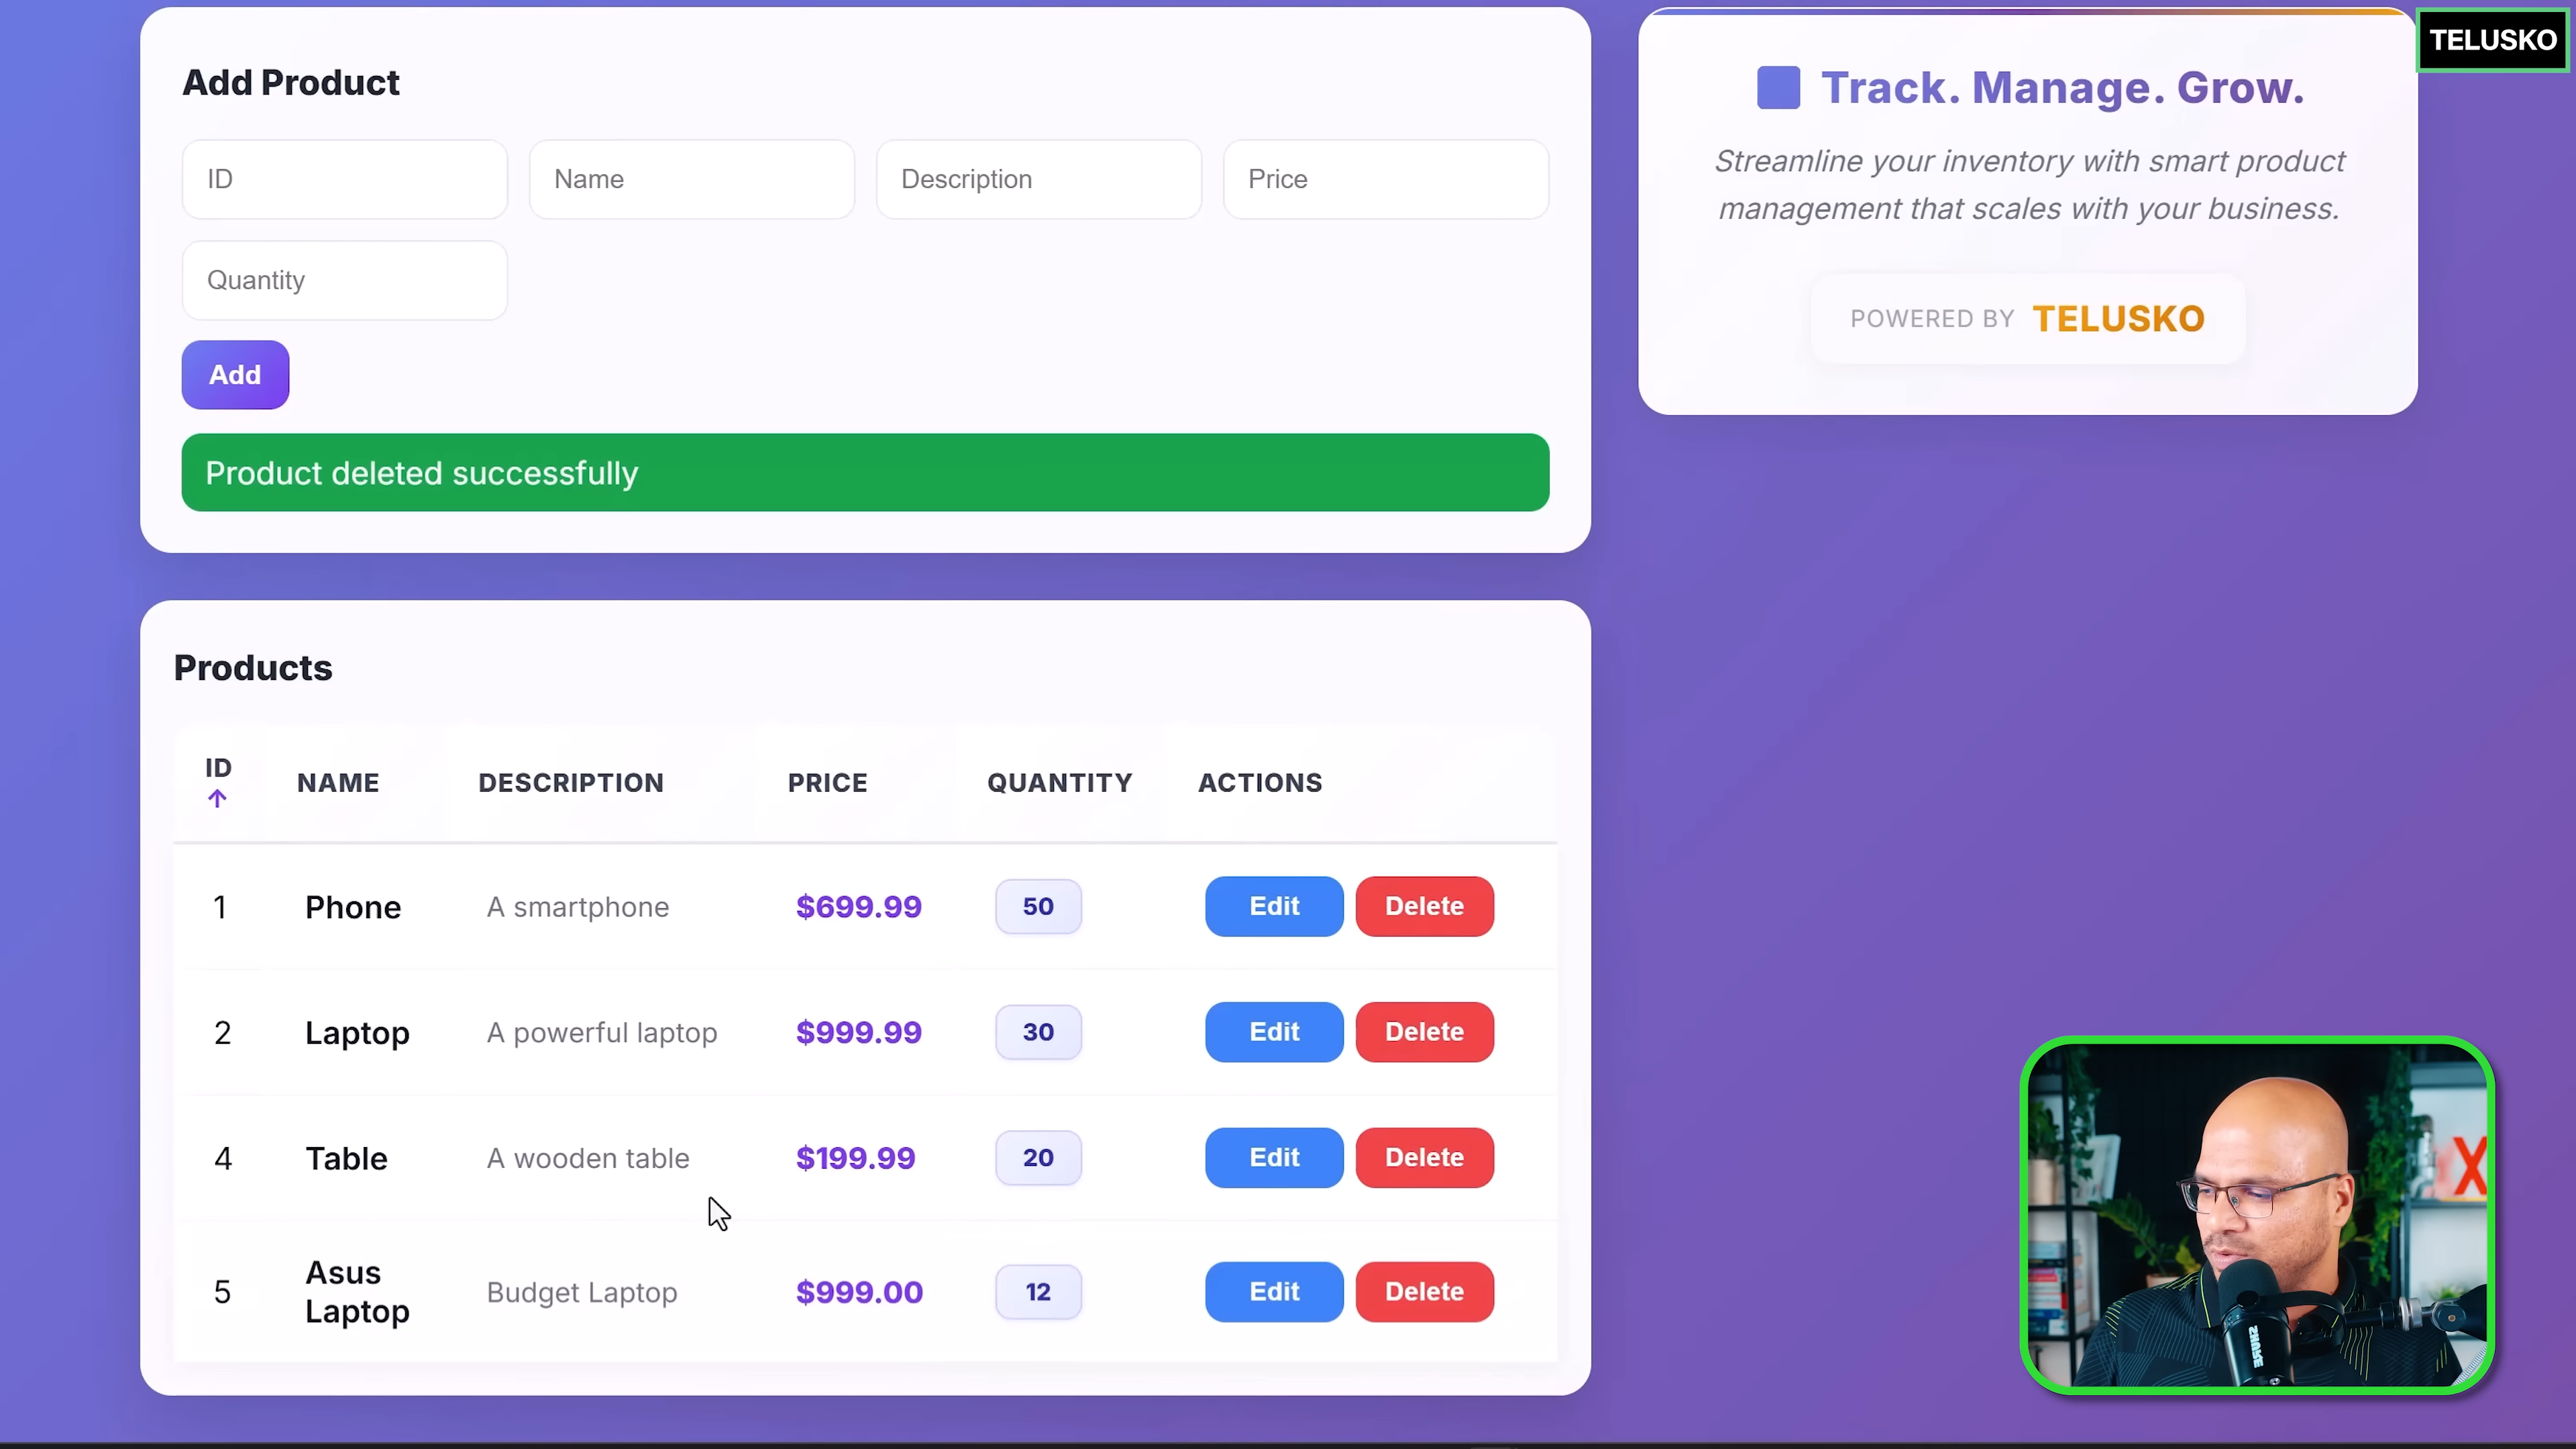 TELUSKO
Add Product
ID
Name
Description
Price
Quantity
Add
Product deleted successfully
Track. Manage. Grow.
Streamline your inventory with smart product
management that scales with your business.
POWERED BY TELUSKO
Products
ID ↑ NAME DESCRIPTION PRICE QUANTITY ACTIONS
1 Phone A smartphone $699.99 50 Edit Delete
2 Laptop A powerful laptop $999.99 30 Edit Delete
4 Table A wooden table $199.99 20 Edit Delete
5 Asus Laptop Budget Laptop $999.00 12 Edit Delete
X
SHURE